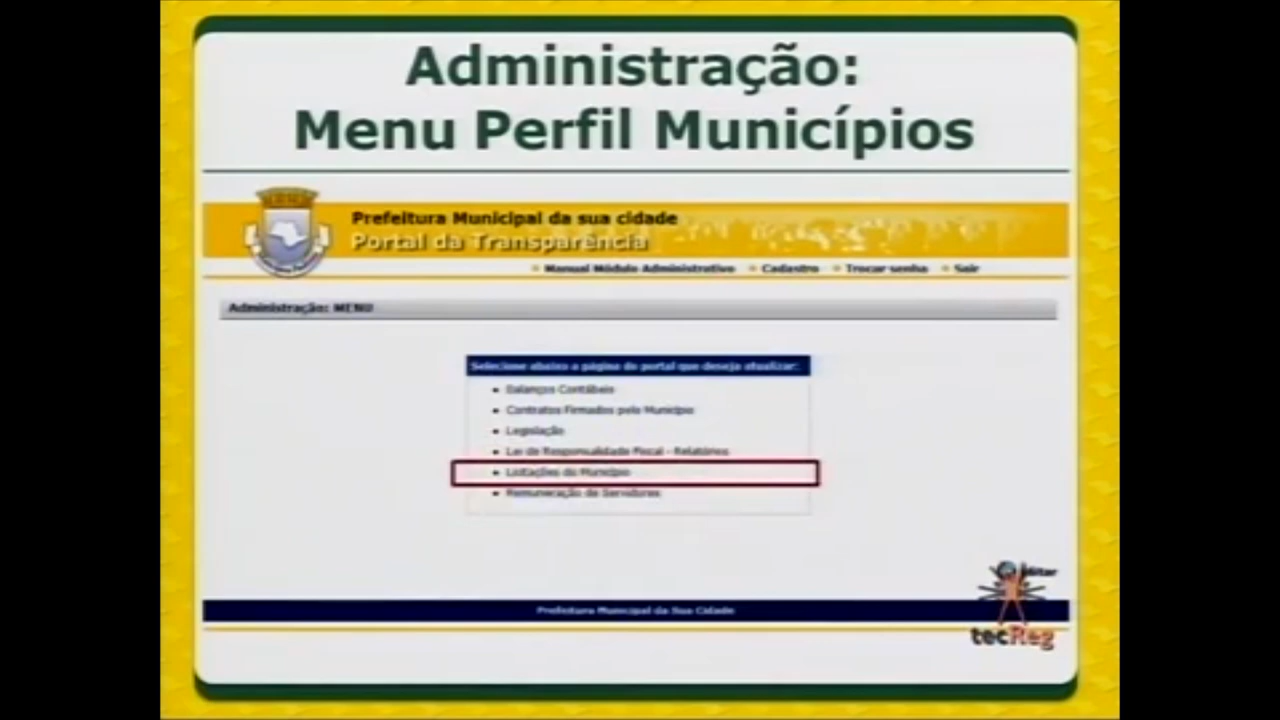 Administração:
Menu Perfil Municípios
Prefeitura Municipal da sua cidade
Portal da Transparência
Manual Módulo Administrativo
Cadastro
Trocar senha
Sair
Administração: MENU
Selecione abaixo a página do portal que deseja atualizar:
Balanços Contábeis
Contratos Firmados pelo Município
Legislação
Lei de Responsalidade Fiscal - Relatórios
Licitações do Município
Remuneração de Servidores
Prefeitura Municipal da Sua Cidade
tecReg